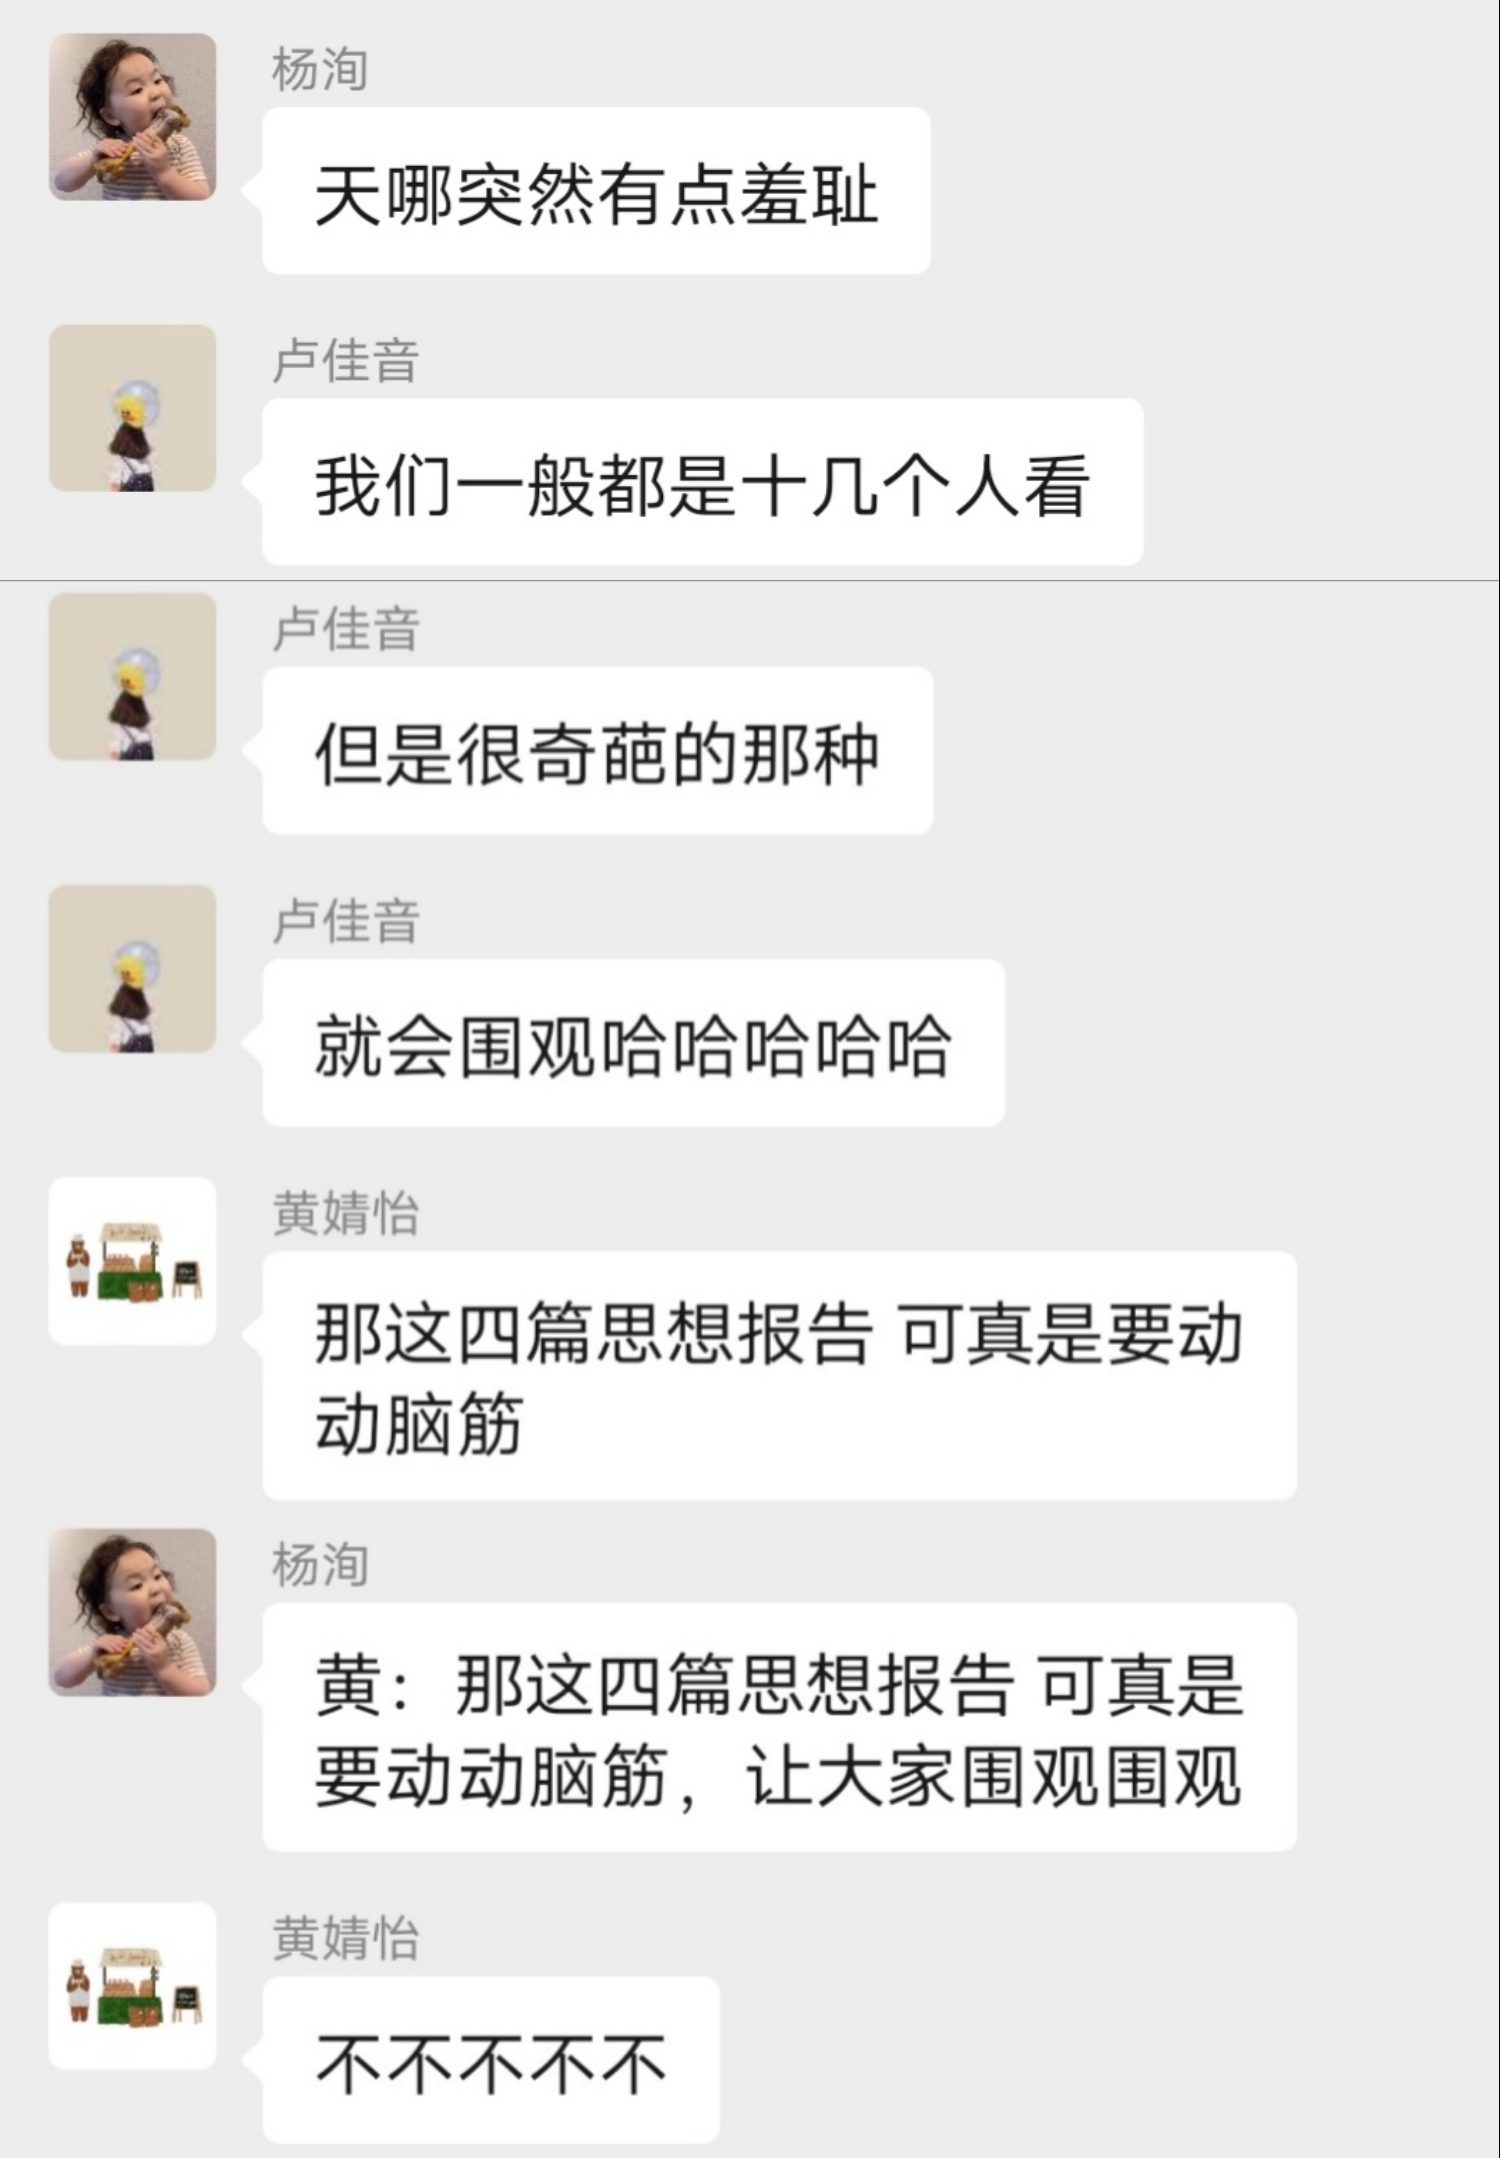 杨洵
天哪突然有点羞耻
卢佳音
我们一般都是十几个人看
卢佳音
但是很奇葩的那种
卢佳音
就会围观哈哈哈哈哈
黄婧怡
那这四篇思想报告 可真是要动
动脑筋
杨洵
黄：那这四篇思想报告 可真是
要动动脑筋，让大家围观围观
黄婧怡
不不不不不